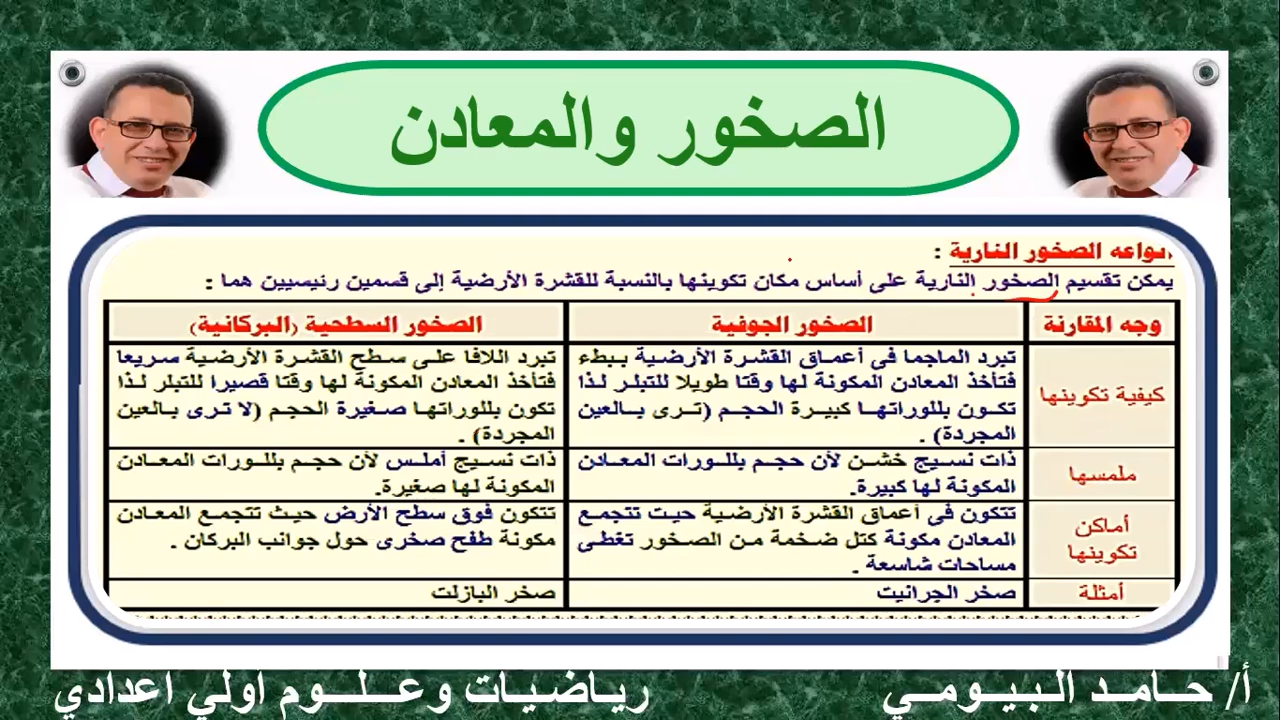 الصخور والمعادن
انواعه الصخور النارية :
يمكن تقسيم الصخور النارية على أساس مكان تكوينها بالنسبة للقشرة الأرضية إلى قسمين رئيسيين هما :
وجه المقارنة
الصخور الجوفية
الصخور السطحية (البركانية)
كيفية تكوينها
تبرد الماجما فى أعماق القشرة الأرضية ببطء
فتأخذ المعادن المكونة لها وقتا طويلا للتبلر لذا
تكون بللوراتها كبيرة الحجم (ترى بالعين
المجردة) .
تبرد اللافا على سطح القشرة الأرضية سريعا
فتأخذ المعادن المكونة لها وقتا قصيرا للتبلر لذا
تكون بللوراتها صغيرة الحجم (لا ترى بالعين
المجردة) .
ملمسها
ذات نسيج خشن لأن حجم بللورات المعادن
المكونة لها كبيرة.
ذات نسيج أملس لأن حجم بللورات المعادن
المكونة لها صغيرة.
أماكن
تكوينها
تتكون فى أعماق القشرة الأرضية حيت تتجمع
المعادن مكونة كتل ضخمة من الصخور تغطى
مساحات شاسعة .
تتكون فوق سطح الأرض حيث تتجمع المعادن
مكونة طفح صخرى حول جوانب البركان .
أمثلة
صخر الجرانيت
صخر البازلت
أ/ حـامـد الـبـيـومـي
ريـاضـيـات وعـلـوم اولي اعدادي